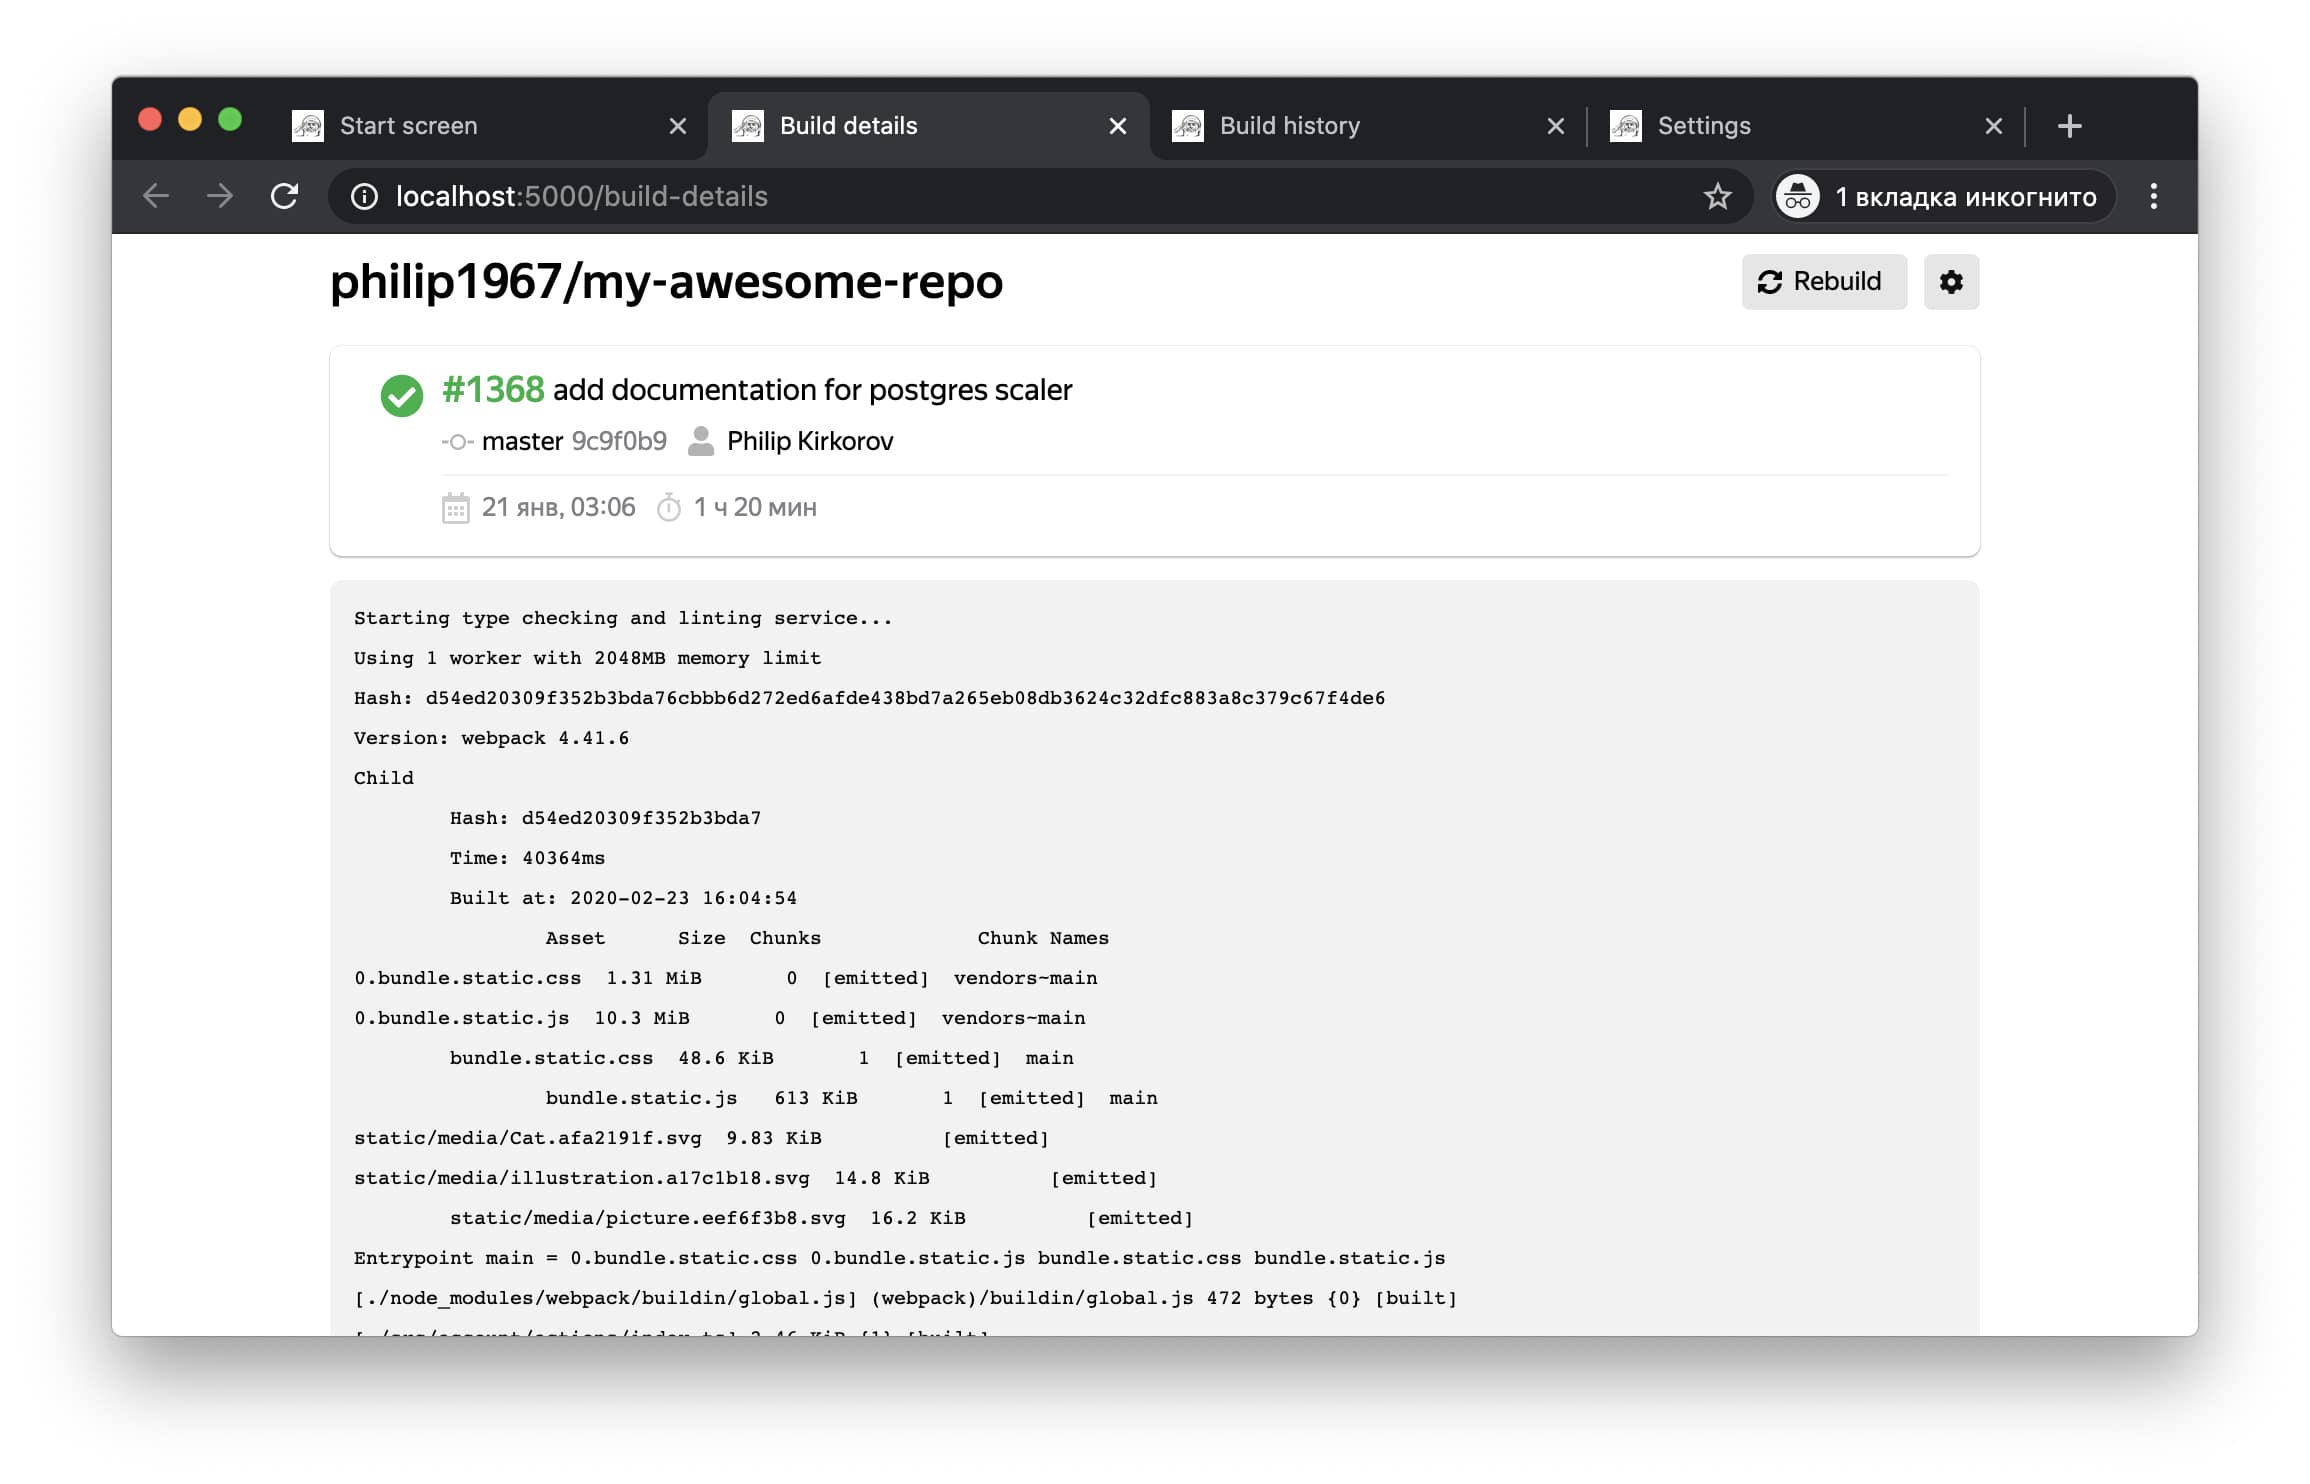 Start screen
Build details
Build history
Settings
localhost:5000/build-details
1 вкладка инкогнито
philip1967/my-awesome-repo
Rebuild
#1368 add documentation for postgres scaler
master 9c9f0b9 Philip Kirkorov
21 янв, 03:06 1 ч 20 мин
Starting type checking and linting service...
Using 1 worker with 2048MB memory limit
Hash: d54ed20309f352b3bda76cbbb6d272ed6afde438bd7a265eb08db3624c32dfc883a8c379c67f4de6
Version: webpack 4.41.6
Child
Hash: d54ed20309f352b3bda7
Time: 40364ms
Built at: 2020-02-23 16:04:54
Asset Size Chunks Chunk Names
0.bundle.static.css 1.31 MiB 0 [emitted] vendors~main
0.bundle.static.js 10.3 MiB 0 [emitted] vendors~main
bundle.static.css 48.6 KiB 1 [emitted] main
bundle.static.js 613 KiB 1 [emitted] main
static/media/Cat.afa2191f.svg 9.83 KiB [emitted]
static/media/illustration.a17c1b18.svg 14.8 KiB [emitted]
static/media/picture.eef6f3b8.svg 16.2 KiB [emitted]
Entrypoint main = 0.bundle.static.css 0.bundle.static.js bundle.static.css bundle.static.js
[./node_modules/webpack/buildin/global.js] (webpack)/buildin/global.js 472 bytes {0} [built]